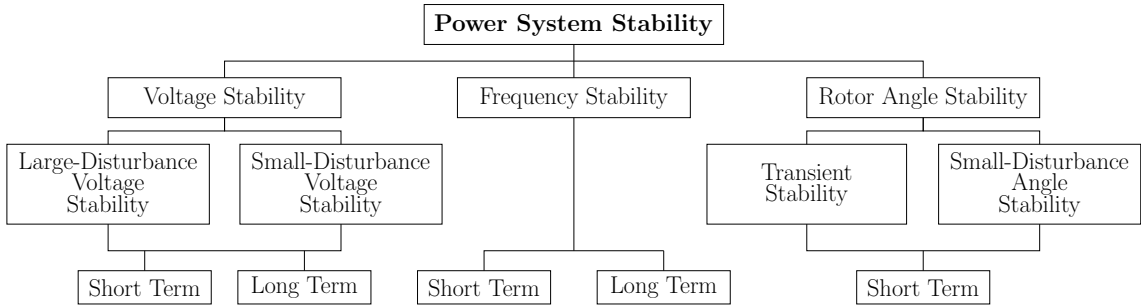 Power System Stability
Voltage Stability
Frequency Stability
Rotor Angle Stability
Large-Disturbance
Voltage
Stability
Small-Disturbance
Voltage
Stability
Transient
Stability
Small-Disturbance
Angle
Stability
Short Term
Long Term
Short Term
Long Term
Short Term